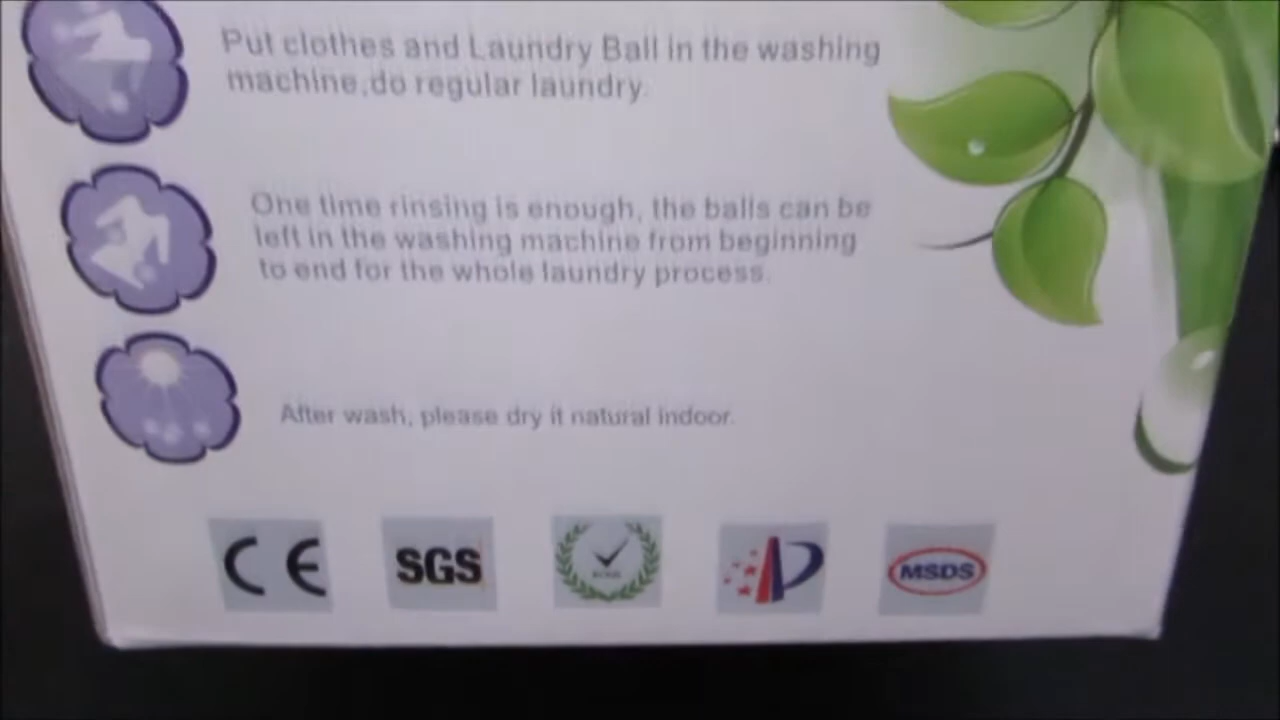 Put clothes and Laundry Ball in the washing
machine,do regular laundry.
One time rinsing is enough, the balls can be
left in the washing machine from beginning
to end for the whole laundry process.
After wash, please dry it natural indoor.
CE SGS MSDS